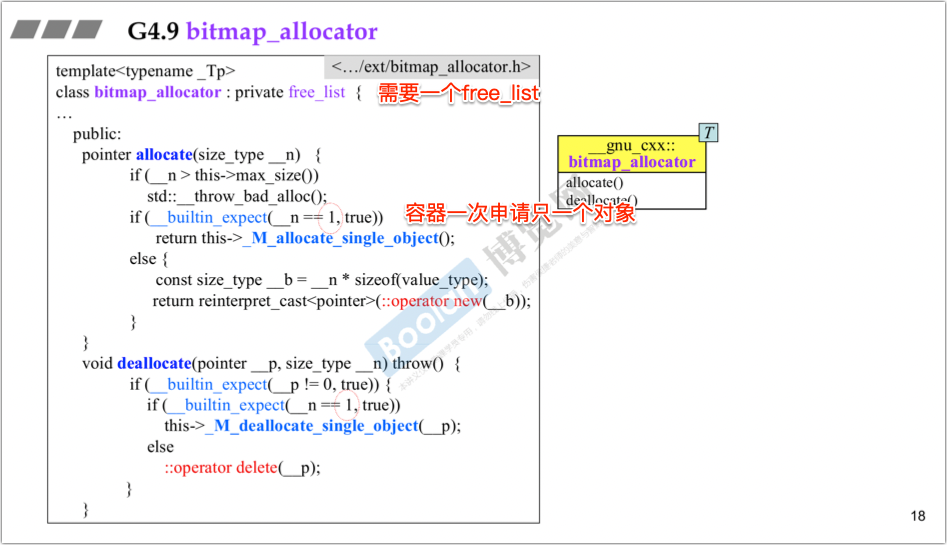 G4.9 bitmap_allocator
<…/ext/bitmap_allocator.h>
template<typename _Tp>
class bitmap_allocator : private free_list {
需要一个free_list
…
public:
pointer allocate(size_type __n) {
if (__n > this->max_size())
std::__throw_bad_alloc();
if (__builtin_expect(__n == 1, true))
容器一次申请只一个对象
return this->_M_allocate_single_object();
else {
const size_type __b = __n * sizeof(value_type);
return reinterpret_cast<pointer>(::operator new(__b));
}
}
void deallocate(pointer __p, size_type __n) throw() {
if (__builtin_expect(__p != 0, true)) {
if (__builtin_expect(__n == 1, true))
this->_M_deallocate_single_object(__p);
else
::operator delete(__p);
}
}
T
__gnu_cxx::
bitmap_allocator
allocate()
deallocate()
Boolan 博览网
18